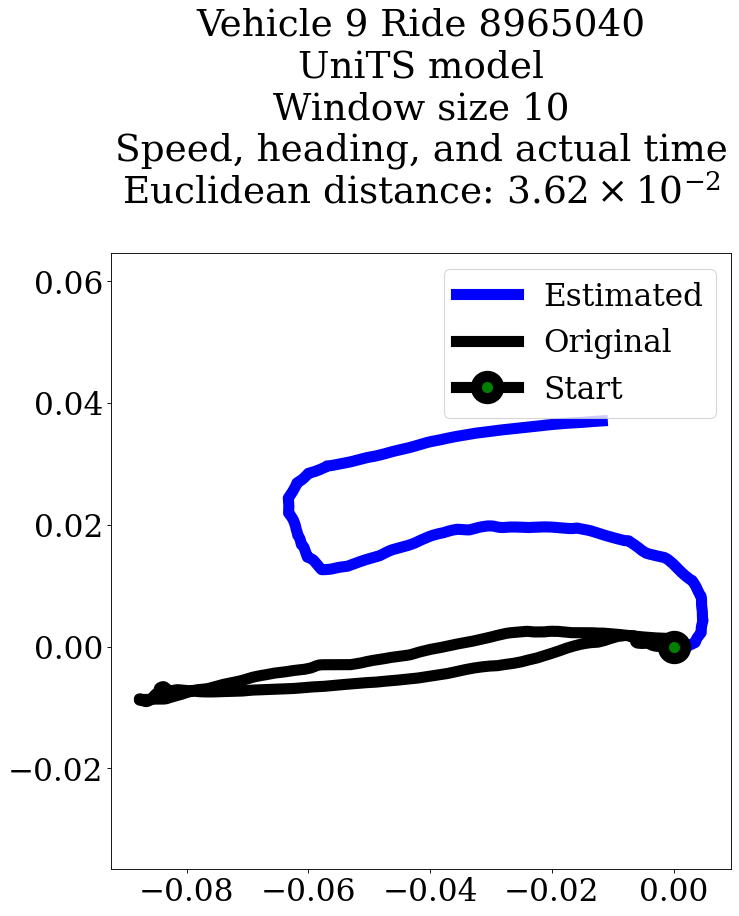 Vehicle 9 Ride 8965040
UniTS model
Window size 10
Speed, heading, and actual time
Euclidean distance: 3.62 × 10⁻²
Estimated
Original
Start
0.06
0.04
0.02
0.00
−0.02
−0.08 −0.06 −0.04 −0.02 0.00